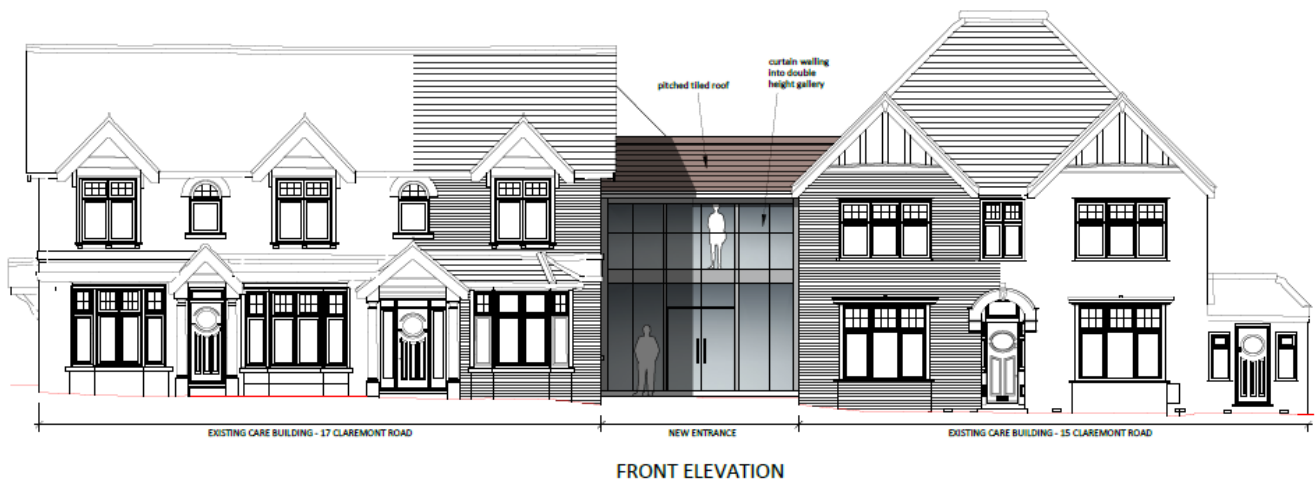 pitched tiled roof
curtain walling
into double
height gallery
EXISTING CARE BUILDING - 17 CLAREMONT ROAD
NEW ENTRANCE
EXISTING CARE BUILDING - 15 CLAREMONT ROAD
FRONT ELEVATION